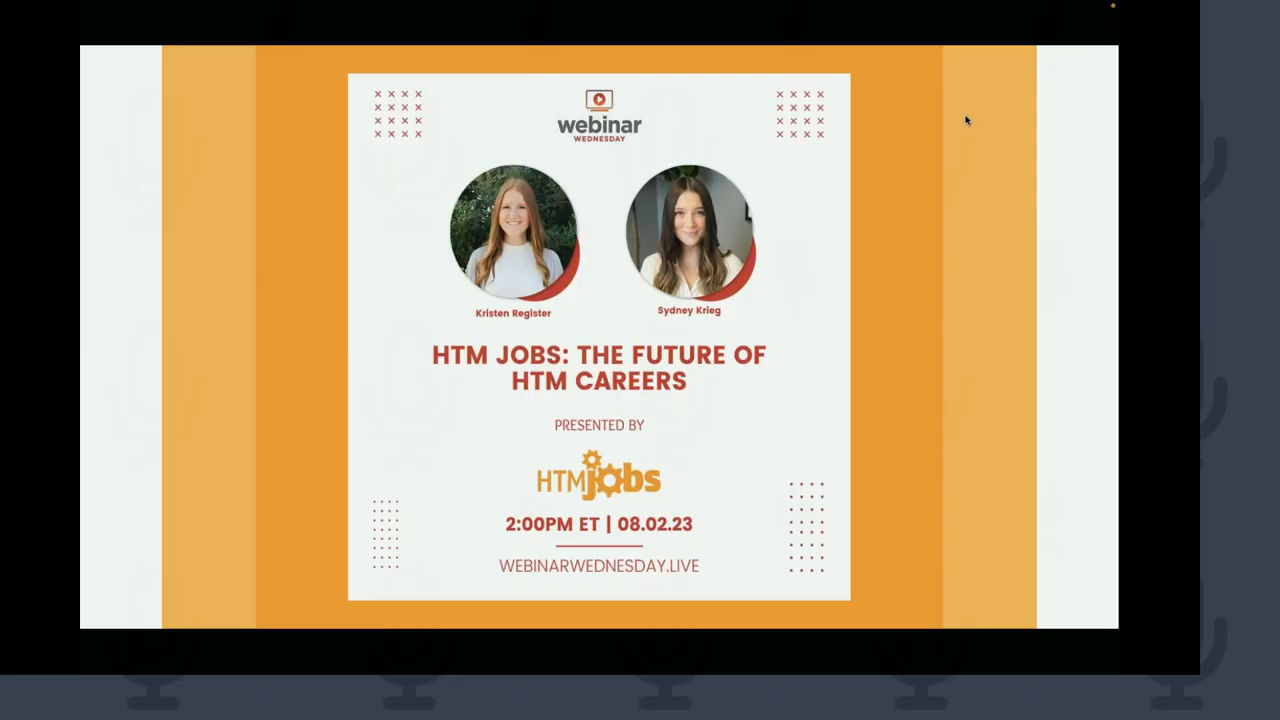 webinar
WEDNESDAY
Kristen Register
Sydney Krieg
HTM JOBS: THE FUTURE OF
HTM CAREERS
PRESENTED BY
HTMjobs
2:00PM ET | 08.02.23
WEBINARWEDNESDAY.LIVE